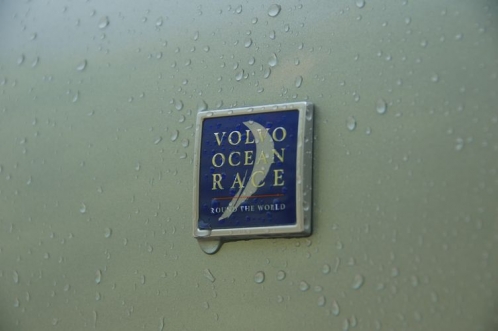 VOLVO
OCEAN
RACE
ROUND THE WORLD